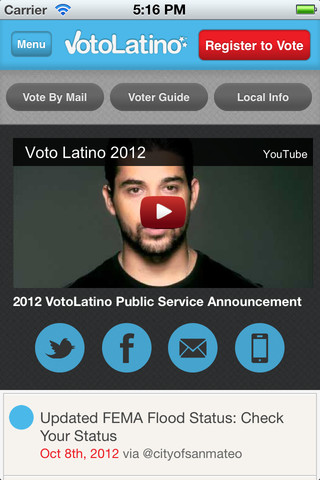 Carrier 5:16 PM
Menu VotoLatino Register to Vote
Vote By Mail Voter Guide Local Info
Voto Latino 2012 YouTube
2012 VotoLatino Public Service Announcement
Updated FEMA Flood Status: Check
Your Status
Oct 8th, 2012 via @cityofsanmateo